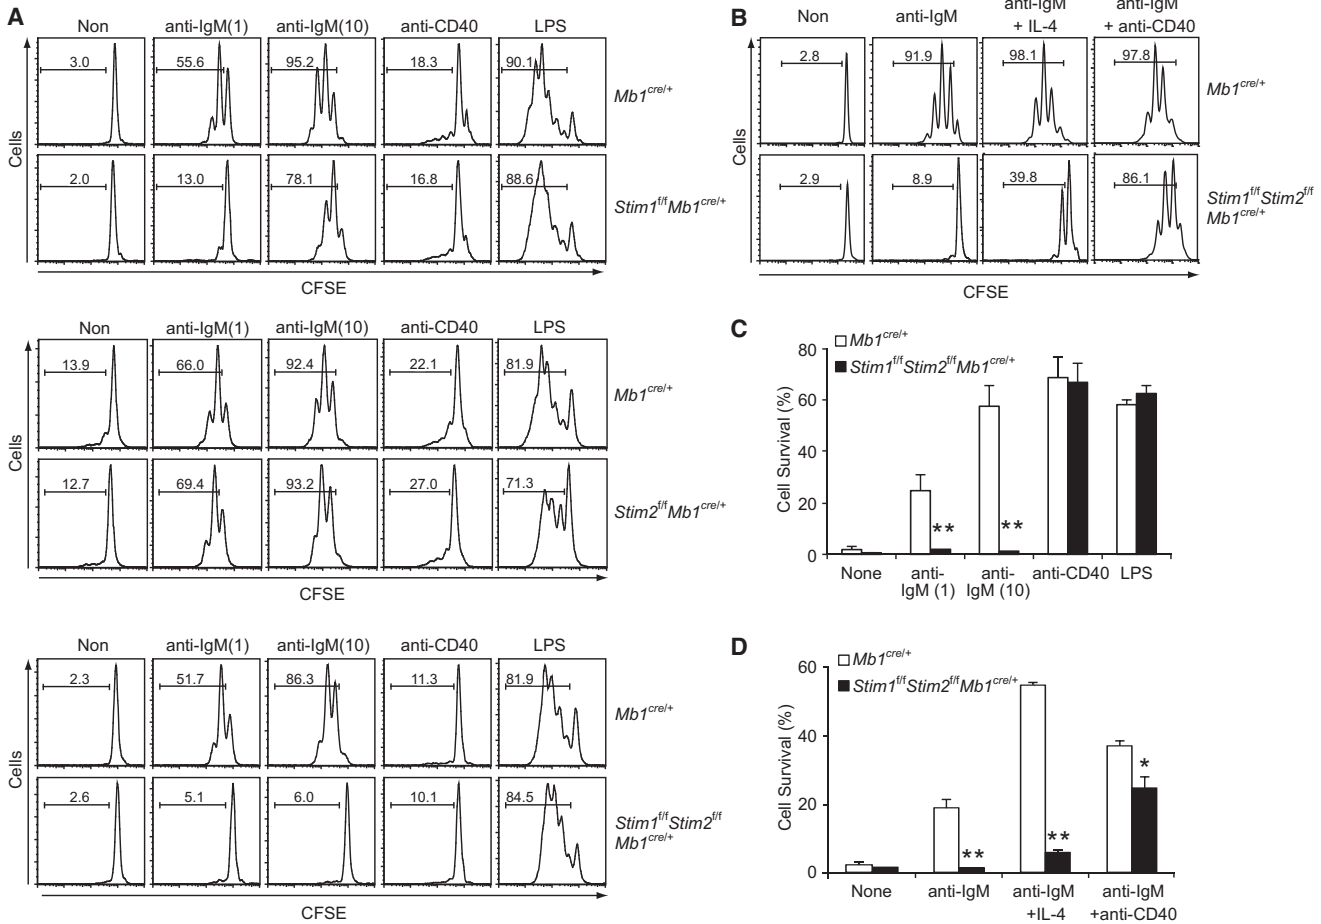 A
Non anti-IgM(1) anti-IgM(10) anti-CD40 LPS
3.0 55.6 95.2 18.3 90.1
Mb1cre/+
2.0 13.0 78.1 16.8 88.6
Stim1f/fMb1cre/+
Cells
CFSE
Non anti-IgM(1) anti-IgM(10) anti-CD40 LPS
13.9 66.0 92.4 22.1 81.9
Mb1cre/+
12.7 69.4 93.2 27.0 71.3
Stim2f/fMb1cre/+
Cells
CFSE
Non anti-IgM(1) anti-IgM(10) anti-CD40 LPS
2.3 51.7 86.3 11.3 81.9
Mb1cre/+
2.6 5.1 6.0 10.1 84.5
Stim1f/fStim2f/f
Mb1cre/+
Cells
CFSE
B
Non anti-IgM anti-IgM anti-IgM
+ IL-4 + anti-CD40
2.8 91.9 98.1 97.8
Mb1cre/+
2.9 8.9 39.8 86.1
Stim1f/fStim2f/f
Mb1cre/+
Cells
CFSE
C
Mb1cre/+
Stim1f/fStim2f/fMb1cre/+
Cell Survival (%)
80
60
40
20
0
** **
None anti- anti- anti-CD40 LPS
IgM (1) IgM (10)
D
Mb1cre/+
Stim1f/fStim2f/fMb1cre/+
Cell Survival (%)
60
40
20
0
** ** *
None anti-IgM anti-IgM anti-IgM
+IL-4 +anti-CD40